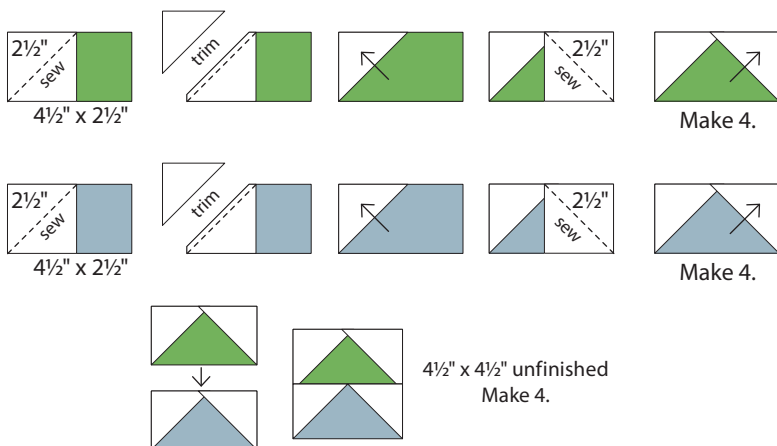 2½"
sew
trim
2½"
sew
4½" x 2½"
Make 4.
2½"
sew
trim
2½"
sew
4½" x 2½"
Make 4.
4½" x 4½" unfinished
Make 4.